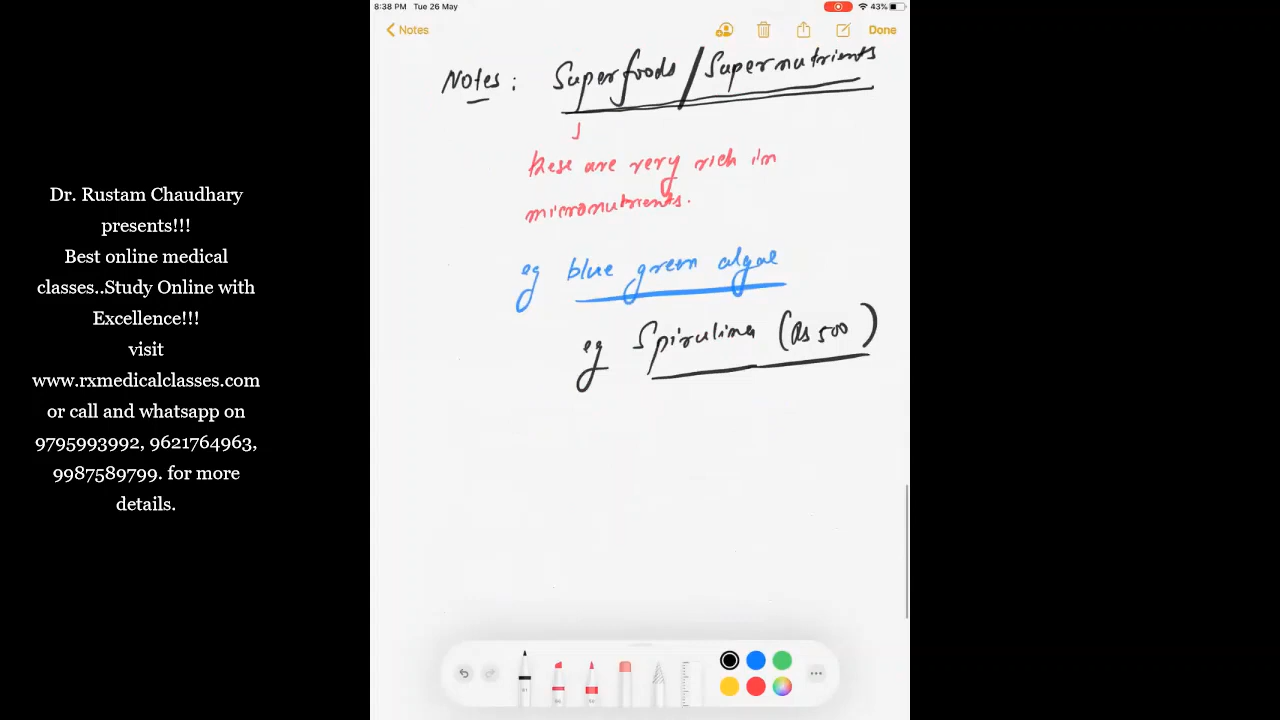 8:38 PM Tue 26 May
43%
Notes
Done
Notes: Superfoods / Supernutrients
these are very rich in
micronutrients.
eg blue green algae
eg Spirulina (Rs 500)
Dr. Rustam Chaudhary
presents!!!
Best online medical
classes..Study Online with
Excellence!!!
visit
www.rxmedicalclasses.com
or call and whatsapp on
9795993992, 9621764963,
9987589799. for more
details.